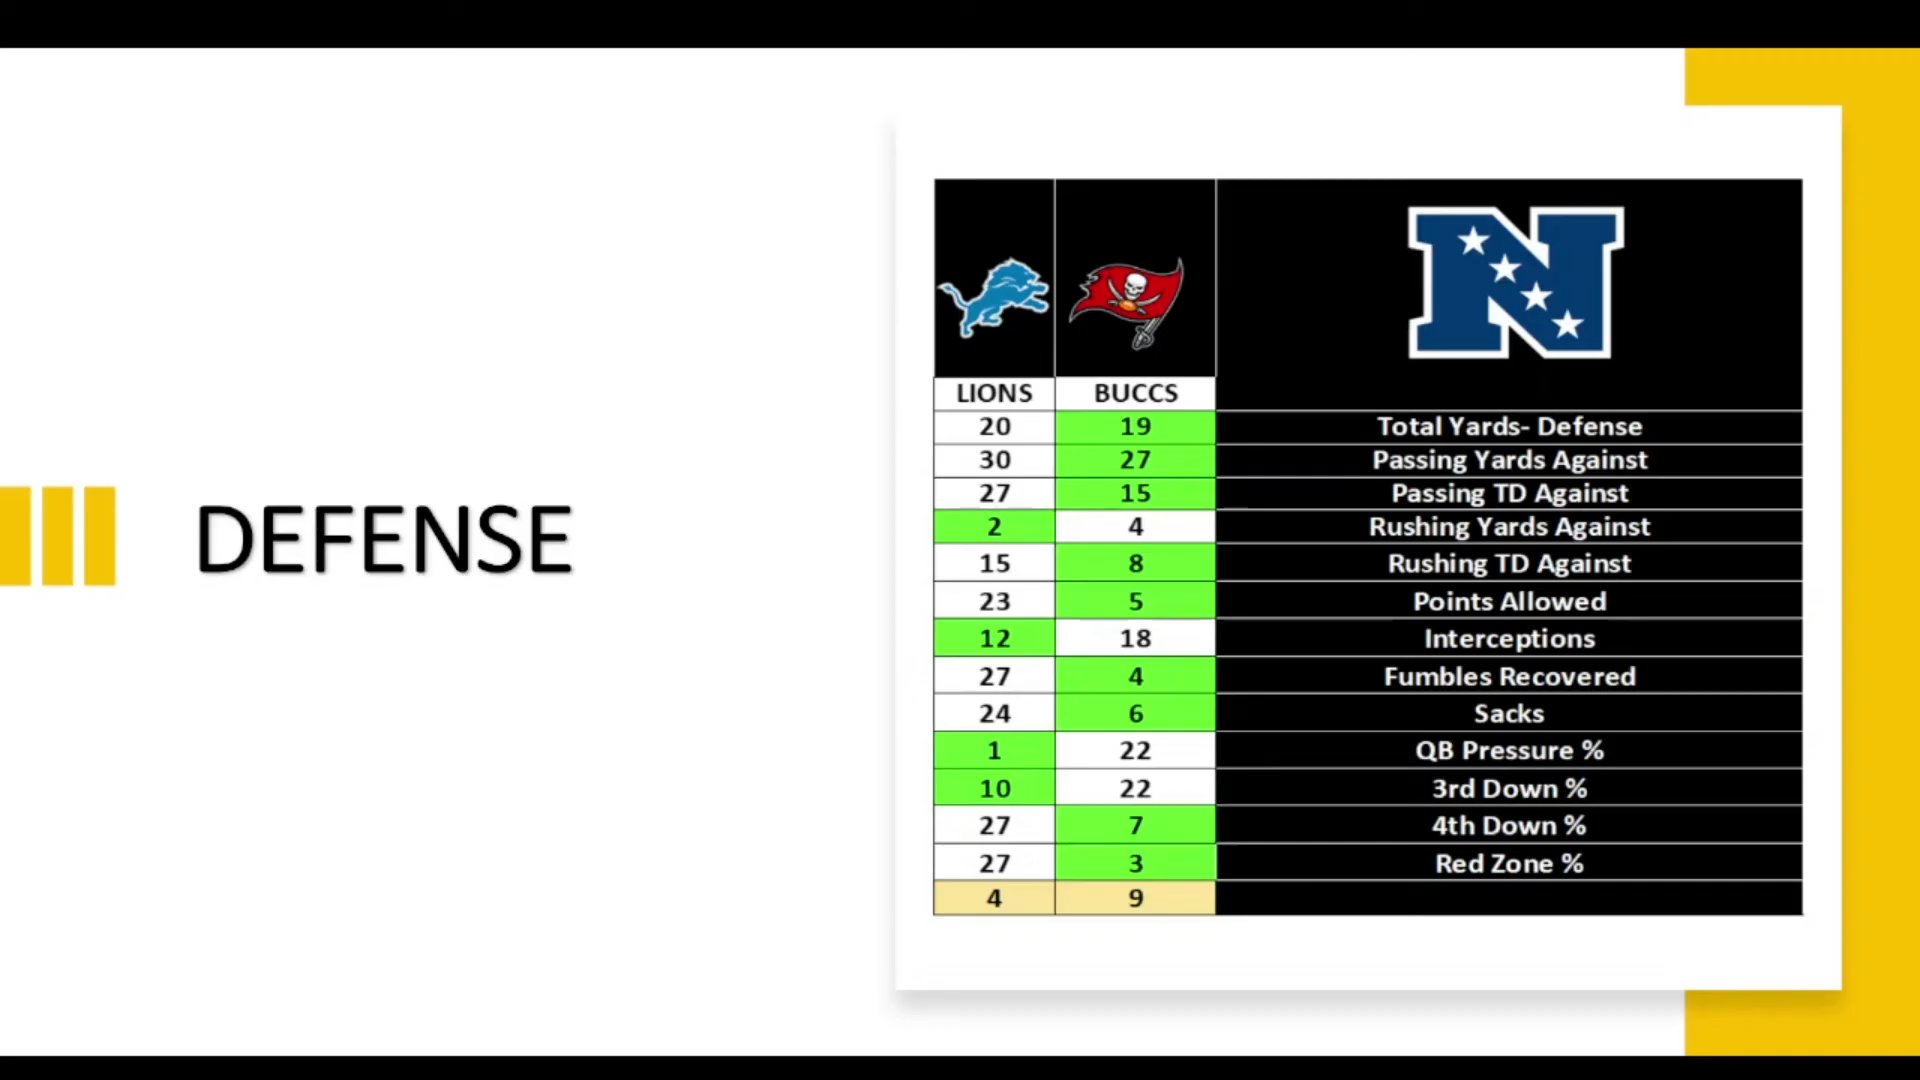 DEFENSE
LIONS BUCCS
20 19 Total Yards- Defense
30 27 Passing Yards Against
27 15 Passing TD Against
2 4 Rushing Yards Against
15 8 Rushing TD Against
23 5 Points Allowed
12 18 Interceptions
27 4 Fumbles Recovered
24 6 Sacks
1 22 QB Pressure %
10 22 3rd Down %
27 7 4th Down %
27 3 Red Zone %
4 9
N